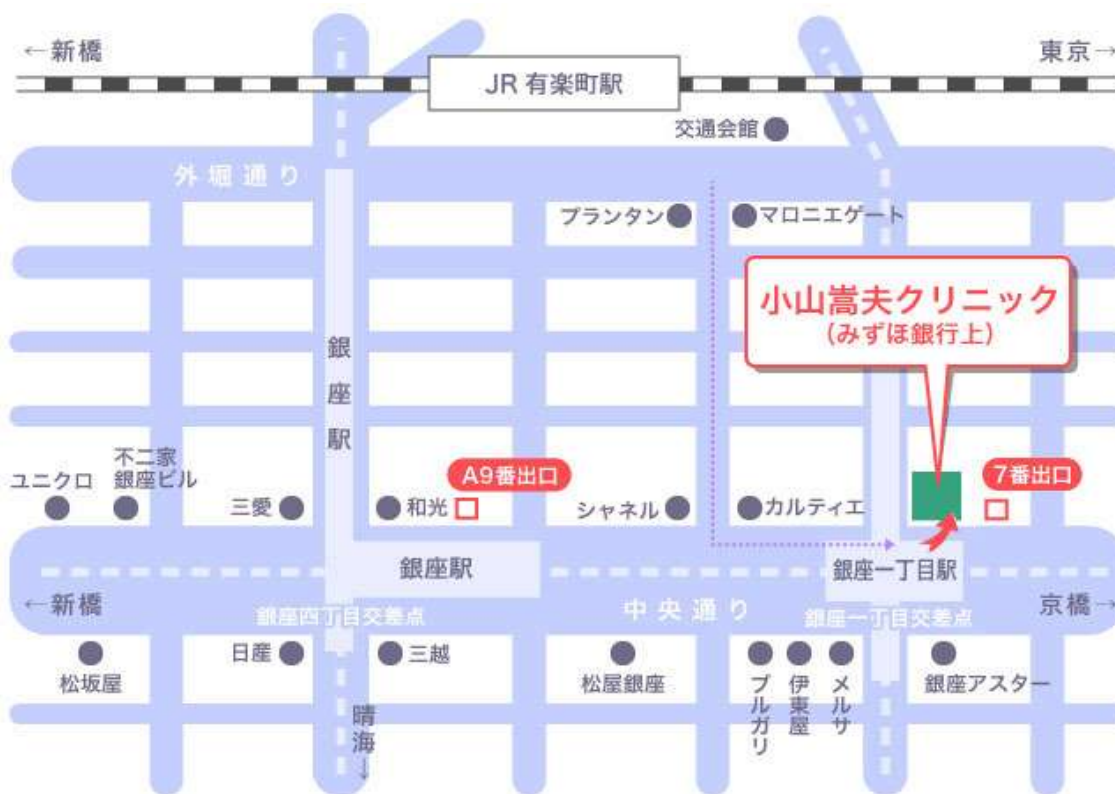 ←新橋
東京→
JR 有楽町駅
交通会館
外堀通り
プランタン
マロニエゲート
小山嵩夫クリニック
(みずほ銀行上)
銀座駅
ユニクロ
不二家
銀座ビル
三愛
和光
A9番出口
シャネル
カルティエ
7番出口
銀座駅
銀座一丁目駅
←新橋
銀座四丁目交差点
中央通り
銀座一丁目交差点
京橋→
松坂屋
日産
三越
松屋銀座
ブルガリ
伊東屋
メルサ
銀座アスター
晴海→